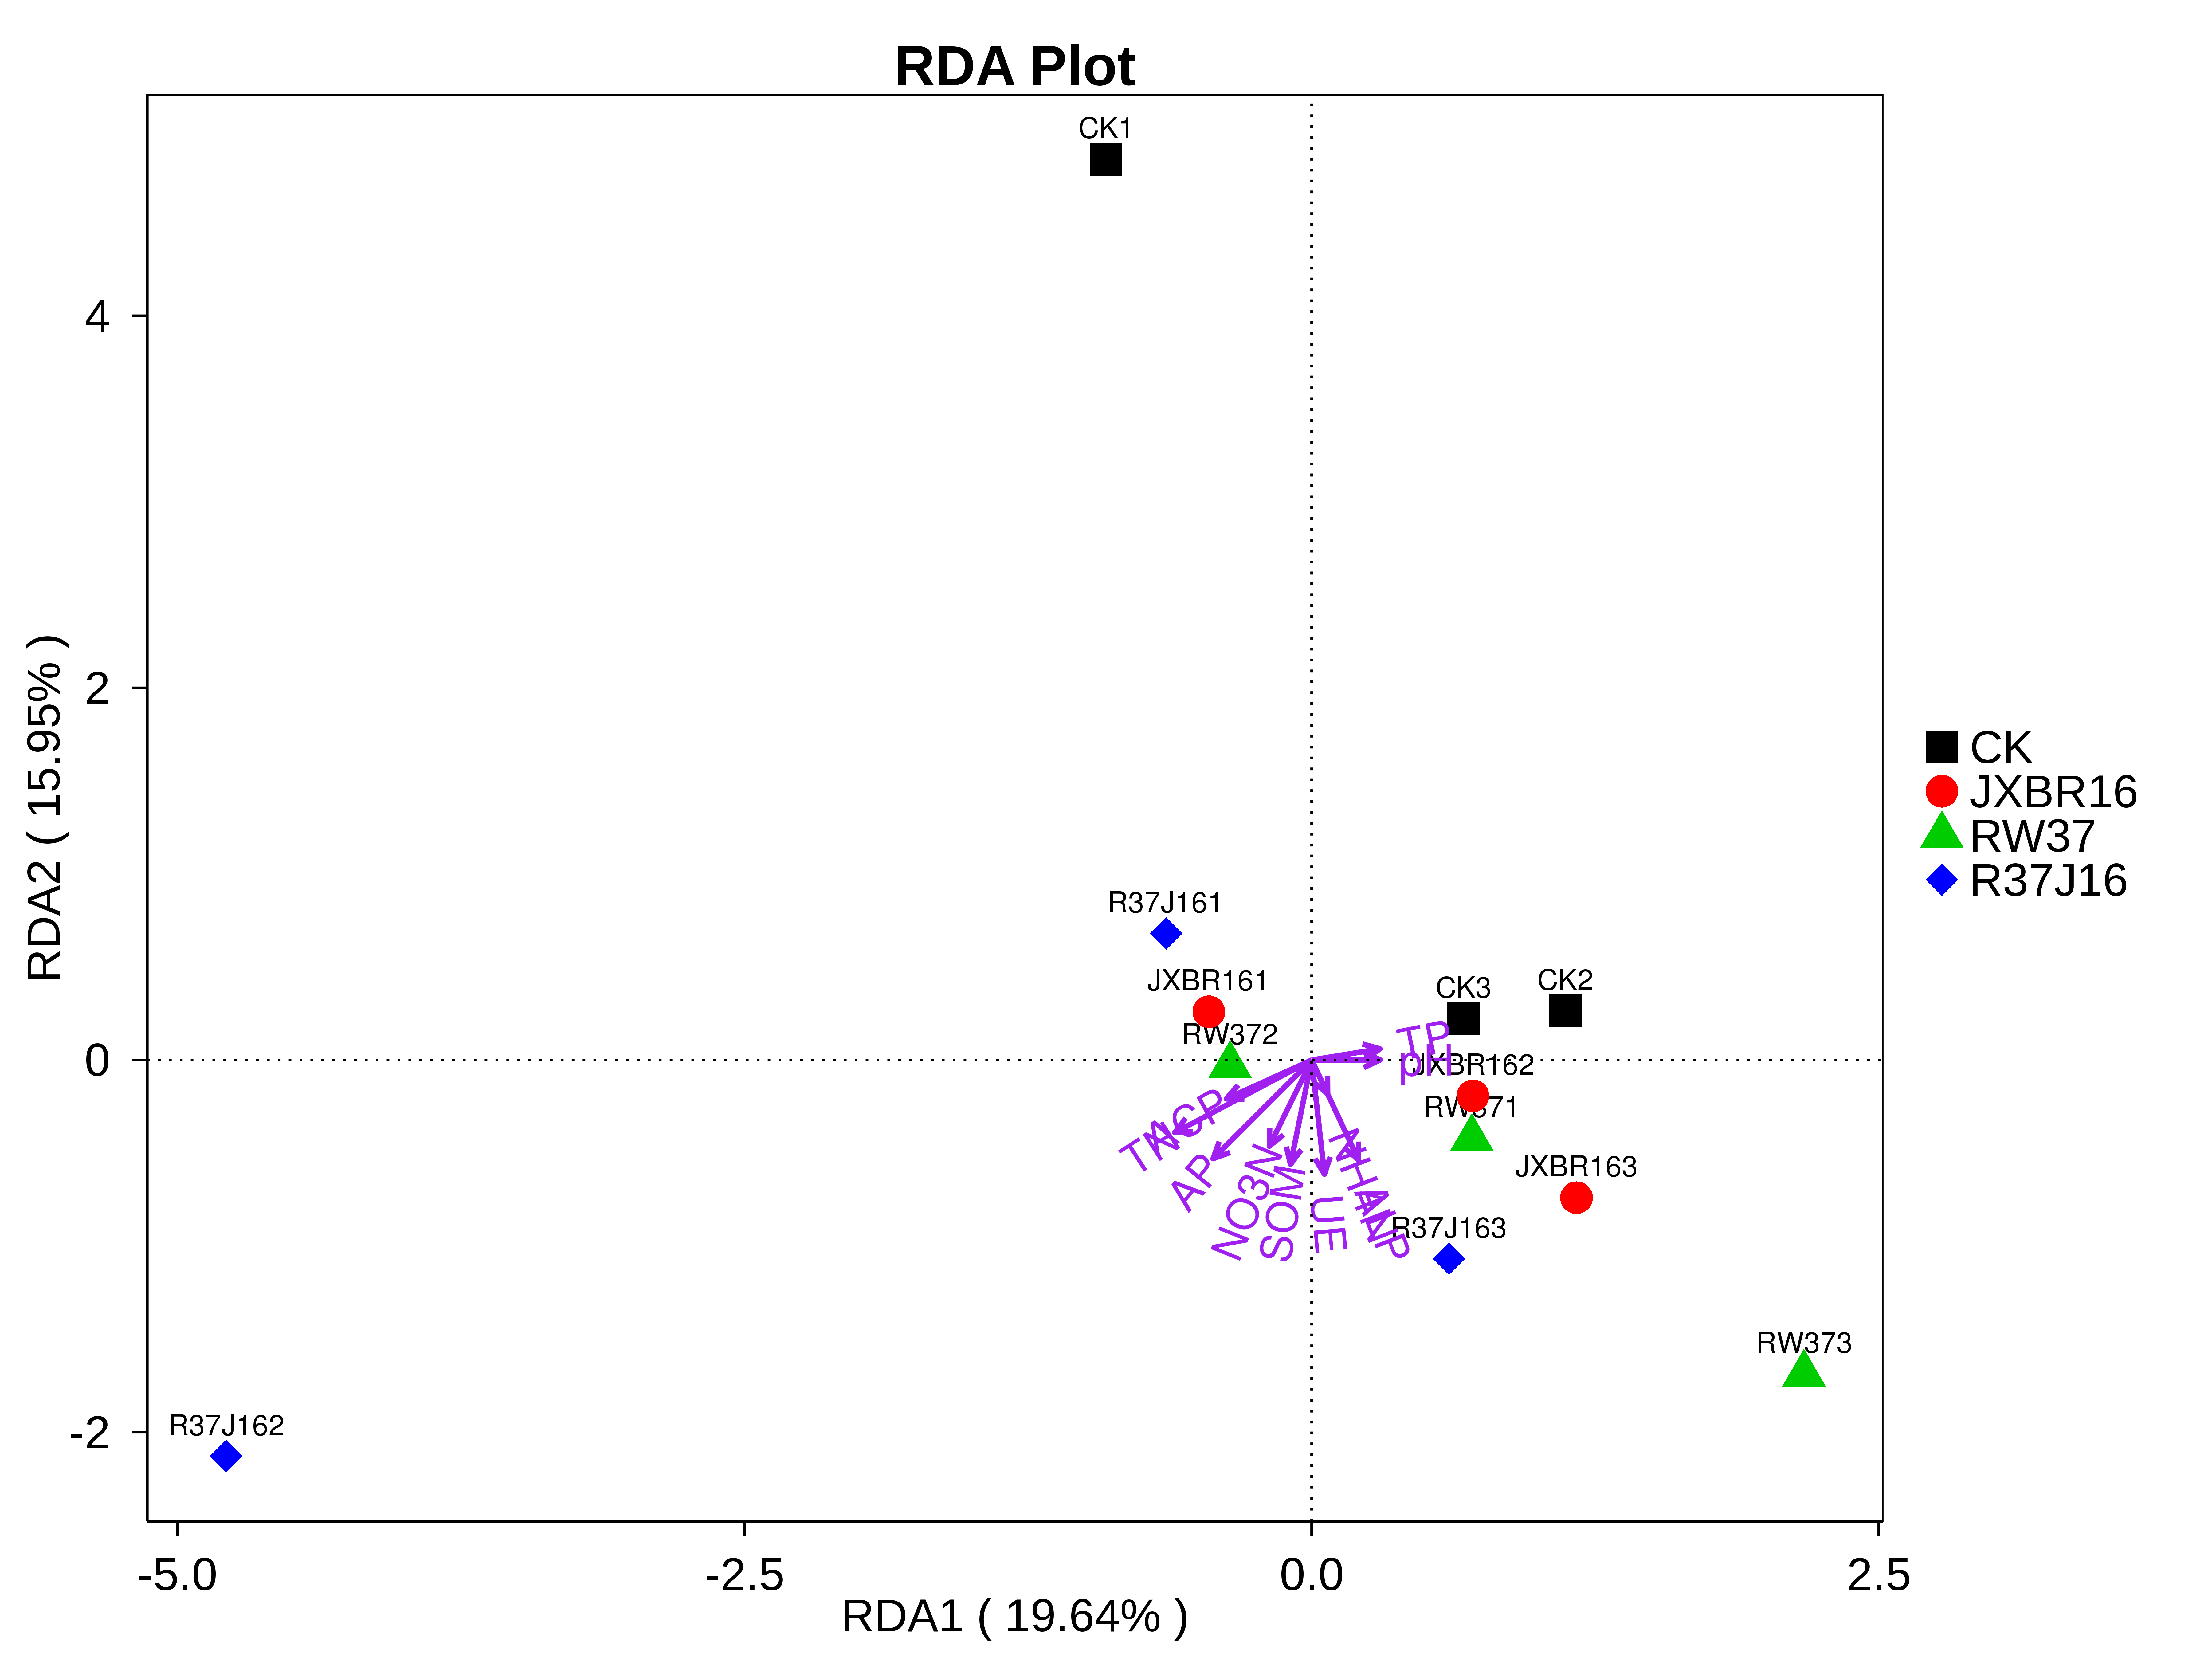 RDA Plot
CK1
4
RDA2 ( 15.95% )
2
CK
JXBR16
RW37
R37J16
R37J161
JXBR161
CK3
CK2
RW372
TP
0
pH
JXBR162
RW371
AP
JXBR163
UE
R37J163
RW373
R37J162
-2
-5.0
-2.5
0.0
2.5
RDA1 ( 19.64% )